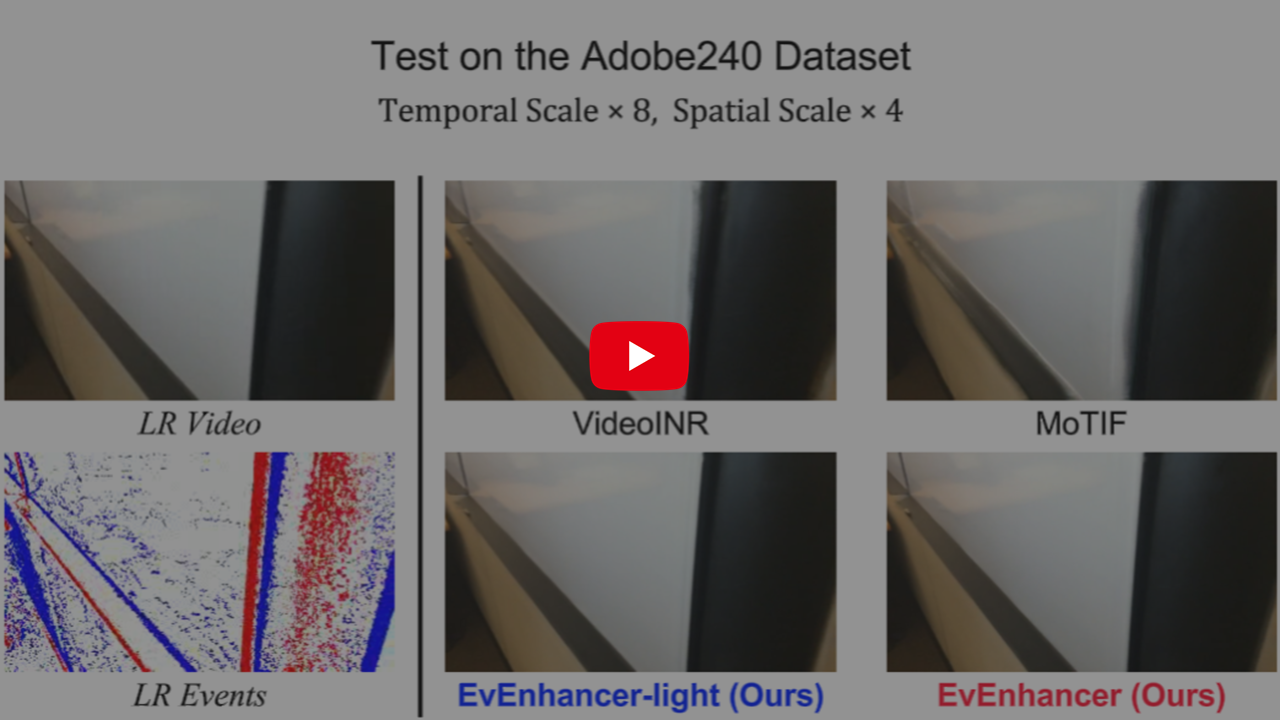 Test on the Adobe240 Dataset
Temporal Scale × 8, Spatial Scale × 4
LR Video
VideoINR
MoTIF
LR Events
EvEnhancer-light (Ours)
EvEnhancer (Ours)